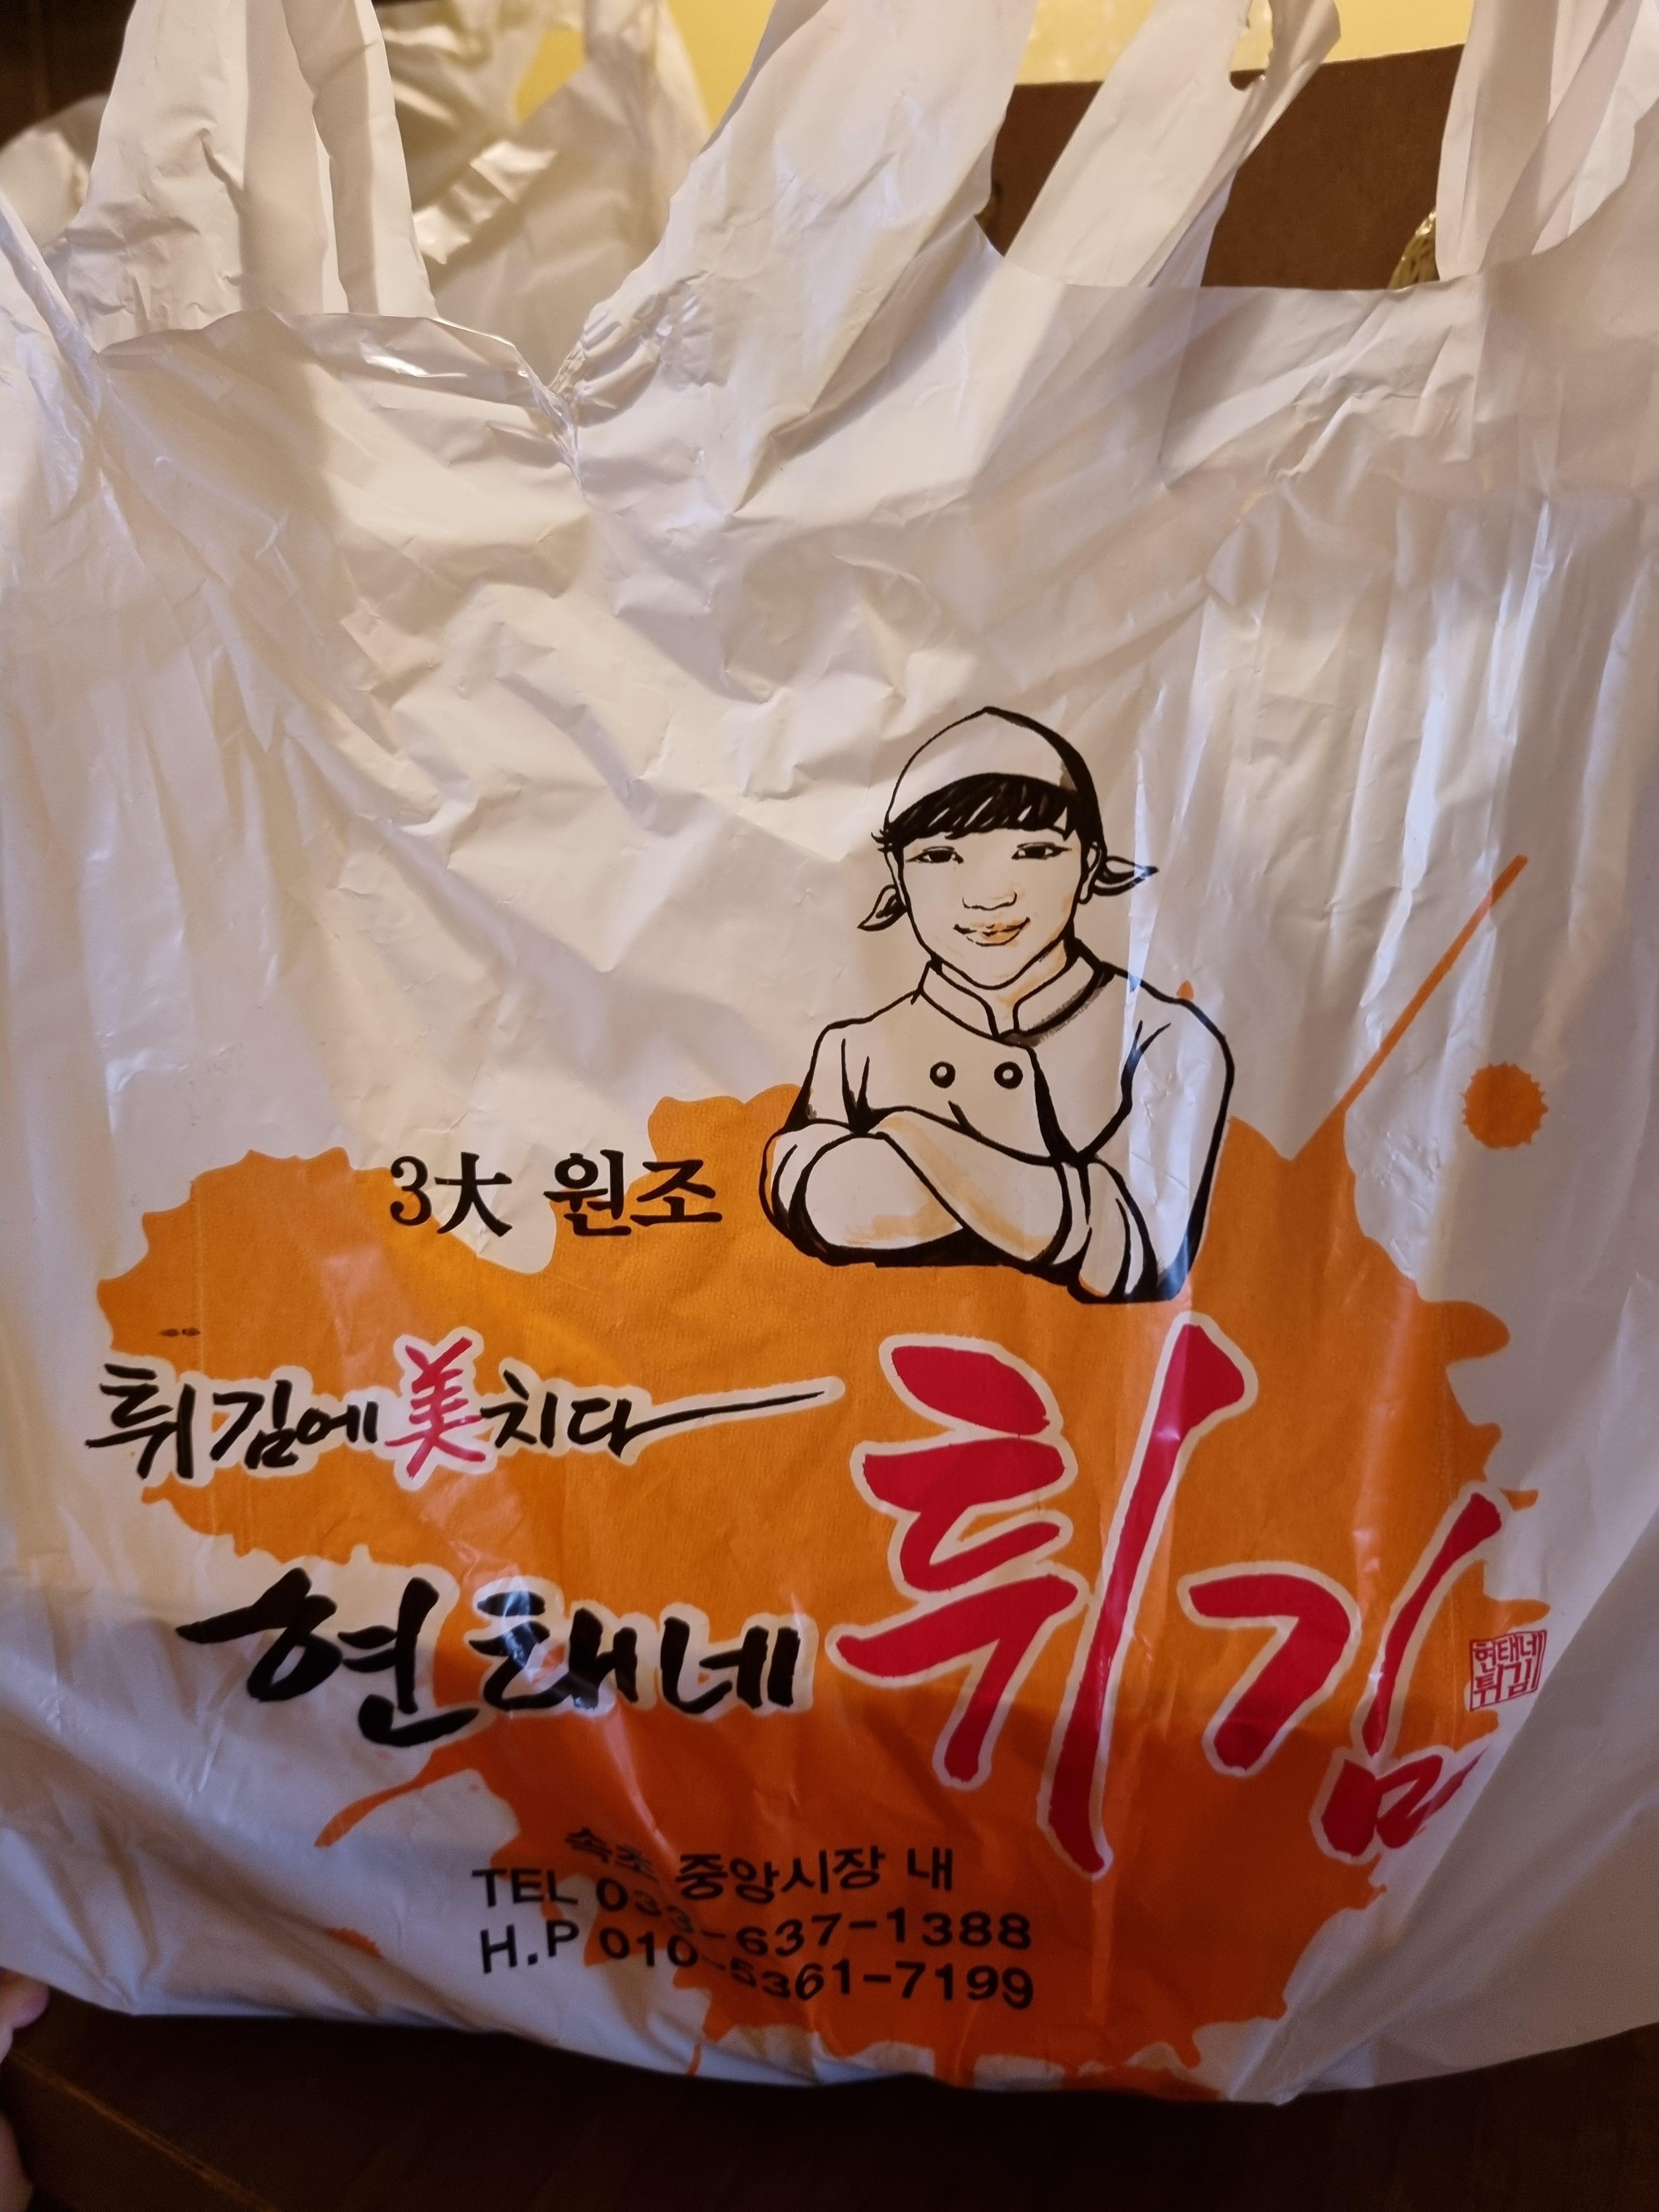 3大 원조
튀김에美치다
현태네 튀김
현태네
튀김
속초 중앙시장 내
TEL 033-637-1388
H.P 010-5361-7199